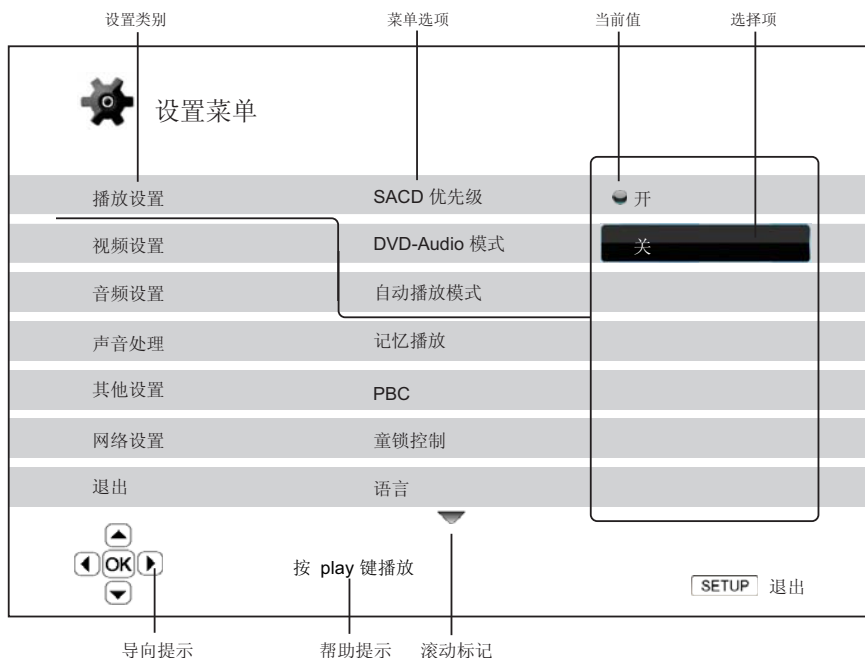 设置类别 菜单选项 当前值 选择项
设置菜单
播放设置 SACD 优先级 开
视频设置 DVD-Audio 模式 关
音频设置 自动播放模式
声音处理 记忆播放
其他设置 PBC
网络设置 童锁控制
退出 语言
OK 按 play 键播放 SETUP 退出
导向提示 帮助提示 滚动标记